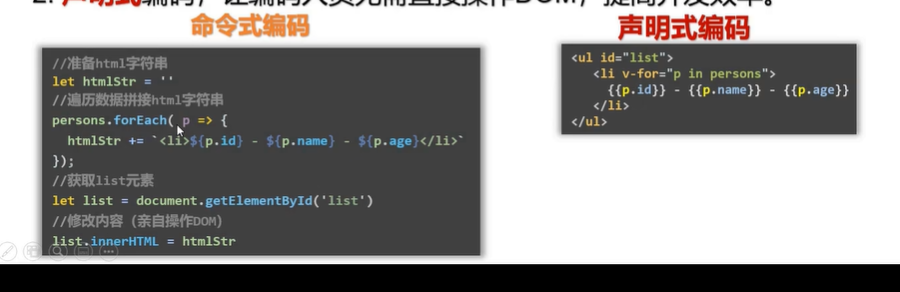 2. 声明式编码，让编码人员无需直接操作DOM，提高开发效率。
命令式编码
//准备html字符串
let htmlStr = ''
//遍历数据拼接html字符串
persons.forEach( p => {
htmlStr += `<li>${p.id} - ${p.name} - ${p.age}</li>`
});
//获取list元素
let list = document.getElementById('list')
//修改内容（亲自操作DOM）
list.innerHTML = htmlStr
声明式编码
<ul id="list">
<li v-for="p in persons">
{{p.id}} - {{p.name}} - {{p.age}}
</li>
</ul>